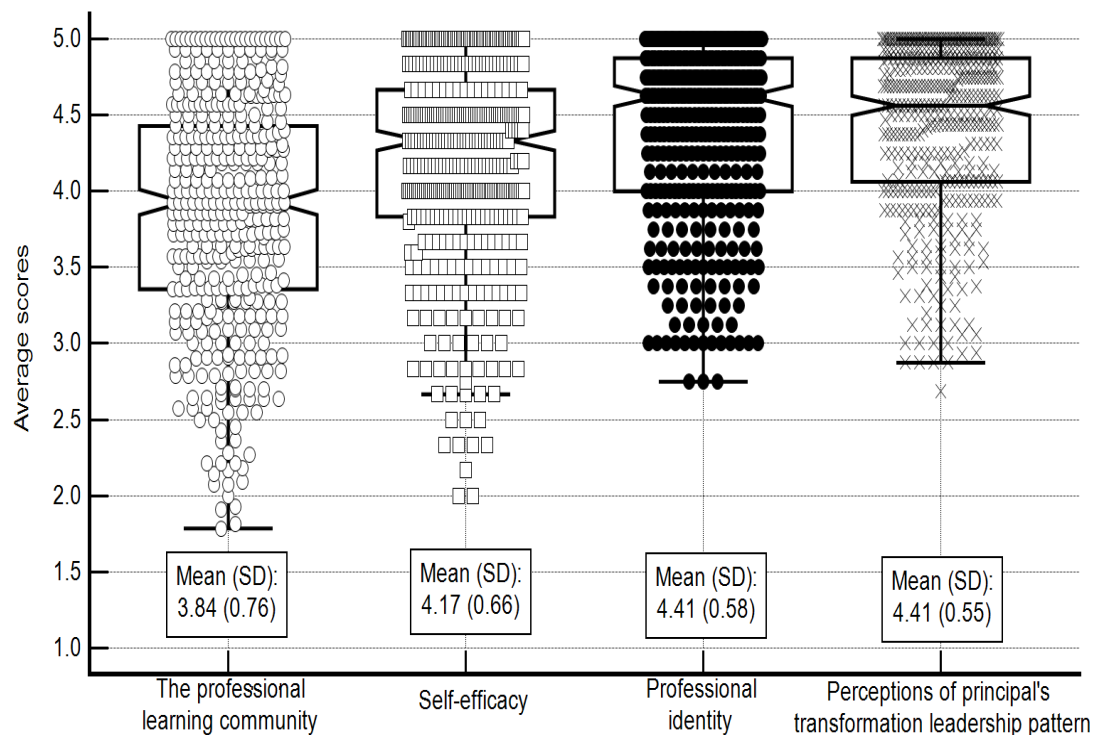 Average scores
5.0
4.5
4.0
3.5
3.0
2.5
2.0
1.5
1.0
Mean (SD):
3.84 (0.76)
Mean (SD):
4.17 (0.66)
Mean (SD):
4.41 (0.58)
Mean (SD):
4.41 (0.55)
The professional
learning community
Self-efficacy
Professional
identity
Perceptions of principal's
transformation leadership pattern